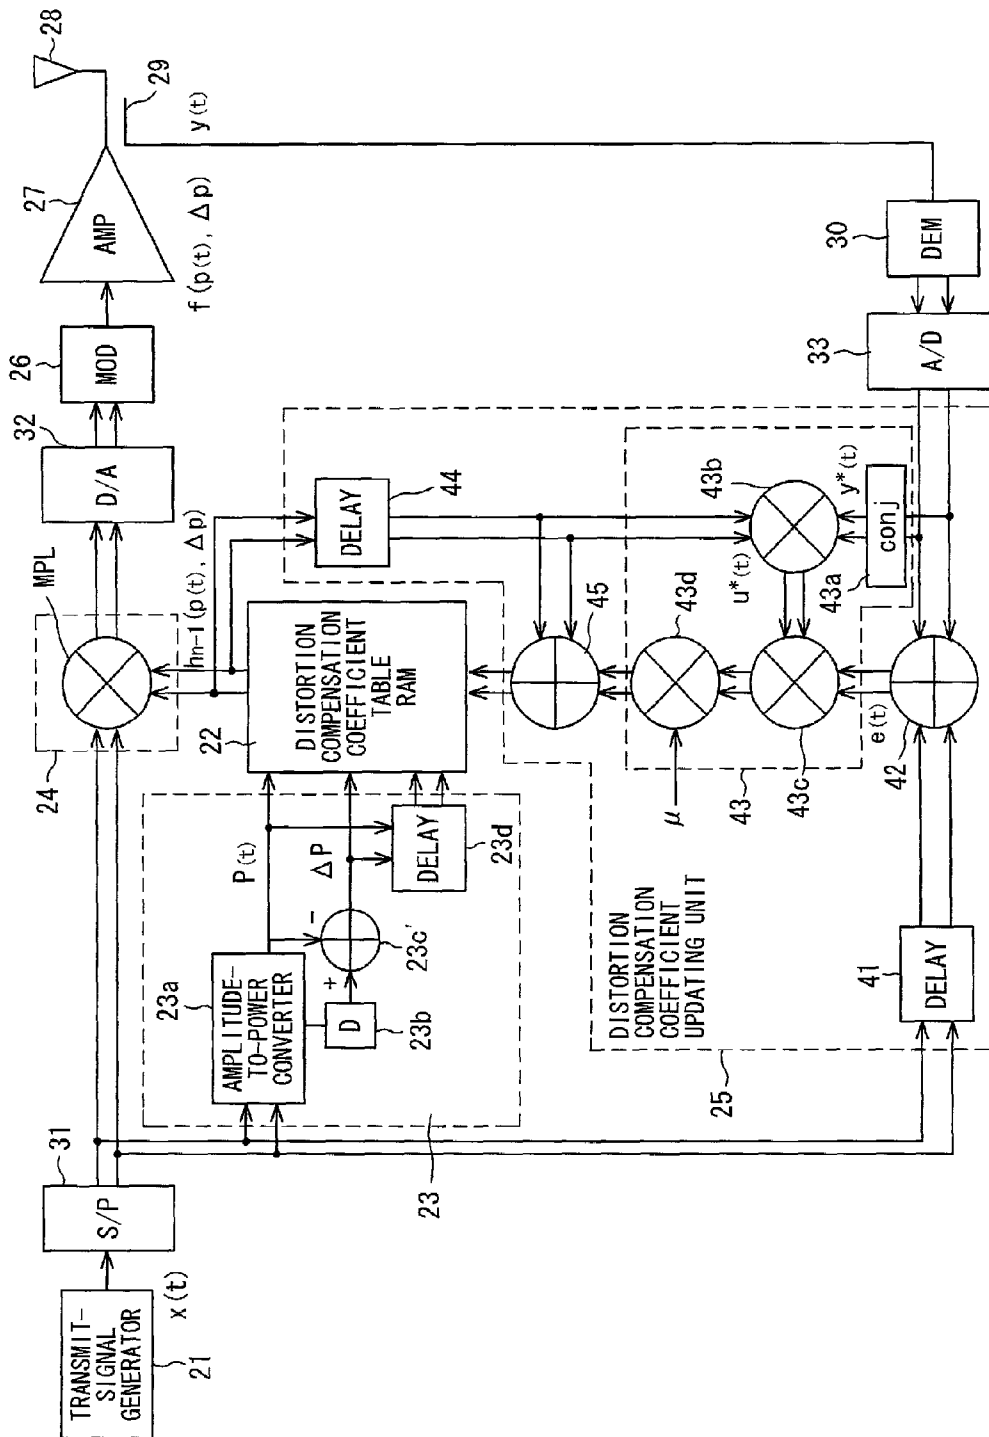 TRANSMIT-
SIGNAL
GENERATOR
21
x(t)
S/P
31
24
MPL
D/A
32
MOD
26
AMP
27
f(p(t), Δp)
28
29
y(t)
23
AMPLITUDE-
TO-POWER
CONVERTER
23a
D
23b
+
−
23c'
P(t)
ΔP
DELAY
23d
22
DISTORTION
COMPENSATION
COEFFICIENT
TABLE
RAM
hn-1(p(t), Δp)
DELAY
44
25
DISTORTION
COMPENSATION
COEFFICIENT
UPDATING UNIT
45
μ
43d
43
43c
u*(t)
43b
y*(t)
conj
43a
e(t)
42
DELAY
41
A/D
33
DEM
30